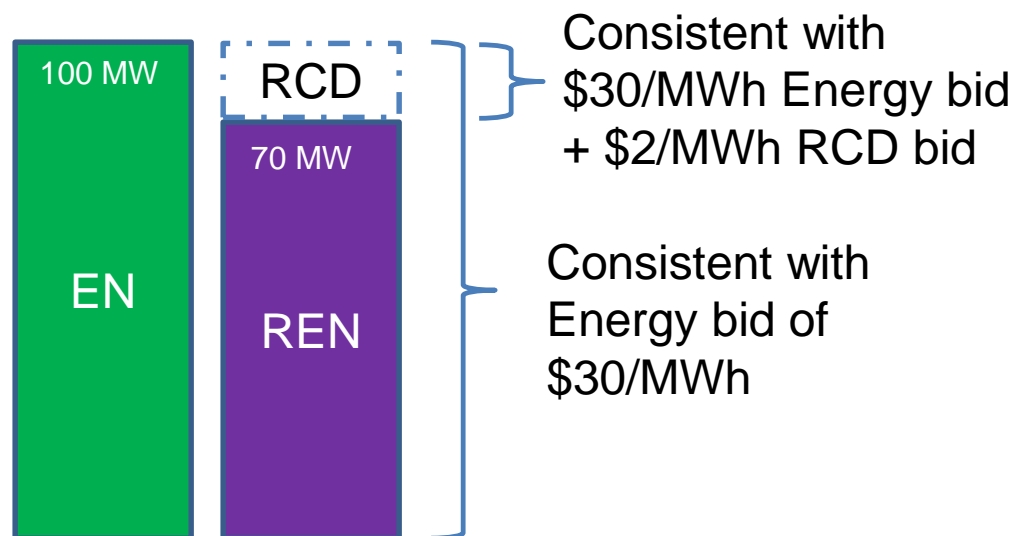 100 MW
EN
RCD
70 MW
REN
Consistent with
$30/MWh Energy bid
+ $2/MWh RCD bid
Consistent with
Energy bid of
$30/MWh